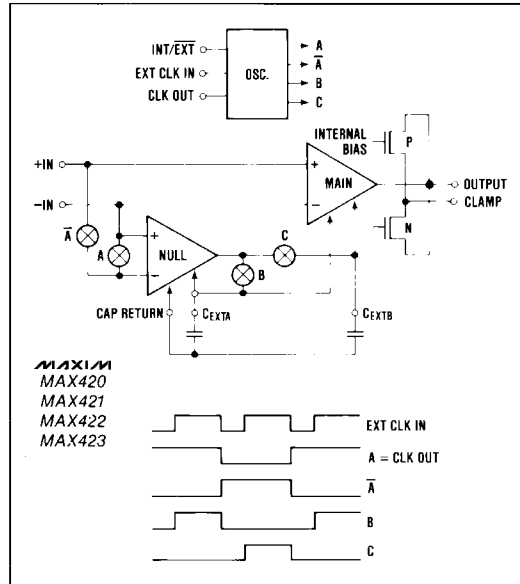 INT/E̅X̅T̅
EXT CLK IN
CLK OUT
OSC.
A
A̅
B
C
INTERNAL
BIAS
P
+IN
+
MAIN
−
OUTPUT
CLAMP
−IN
N
A̅
A
+
NULL
−
C
B
CAP RETURN
CEXTA
CEXTB
MAXIM
MAX420
MAX421
MAX422
MAX423
EXT CLK IN
A = CLK OUT
A̅
B
C